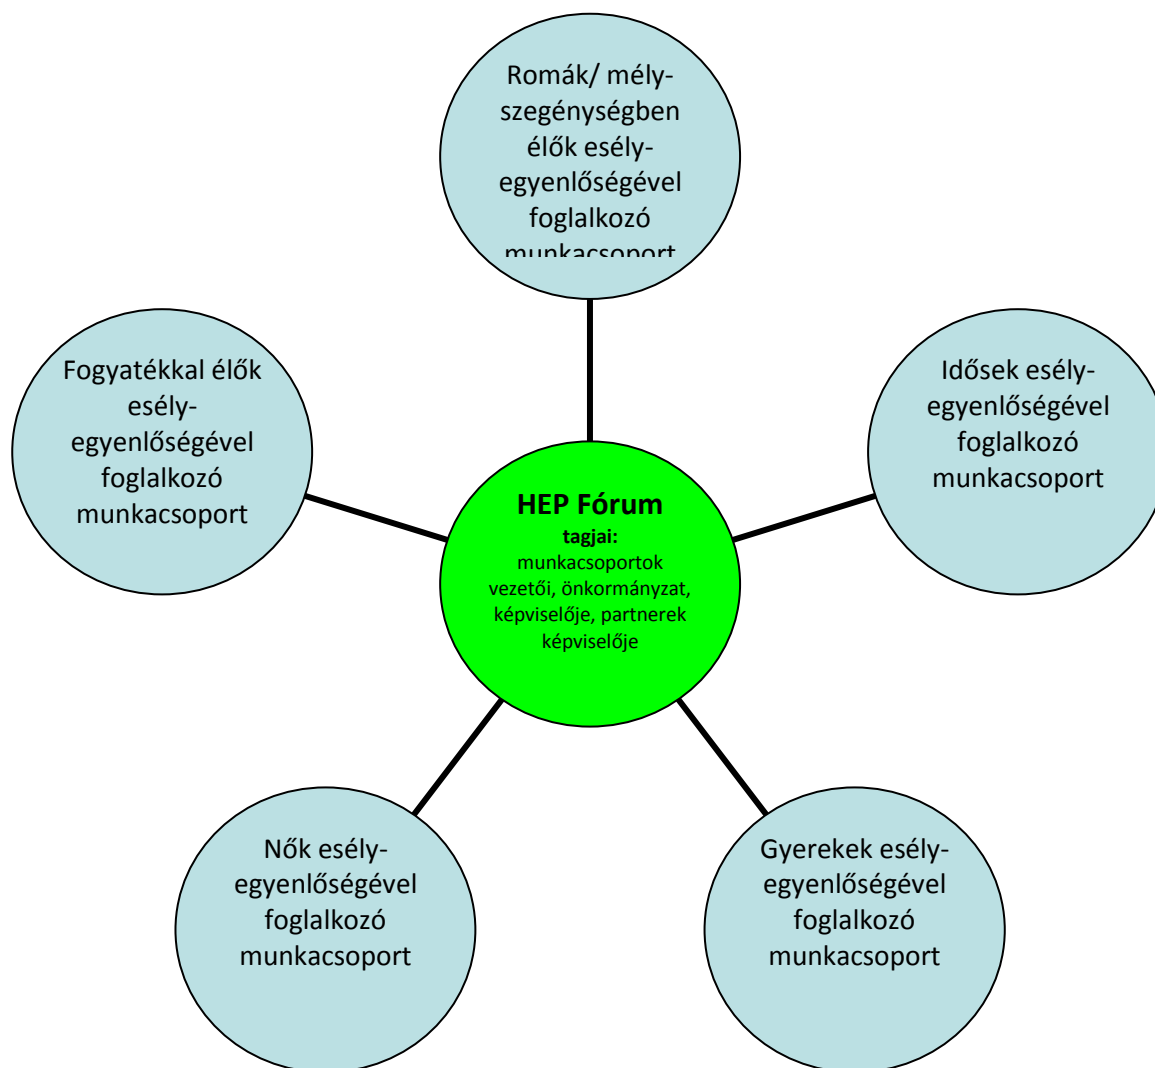 Romák/ mély-
szegénységben
élők esély-
egyenlőségével
foglalkozó
munkacsoport
Fogyatékkal élők
esély-
egyenlőségével
foglalkozó
munkacsoport
Idősek esély-
egyenlőségével
foglalkozó
munkacsoport
HEP Fórum
tagjai:
munkacsoportok
vezetői, önkormányzat,
képviselője, partnerek
képviselője
Nők esély-
egyenlőségével
foglalkozó
munkacsoport
Gyerekek esély-
egyenlőségével
foglalkozó
munkacsoport